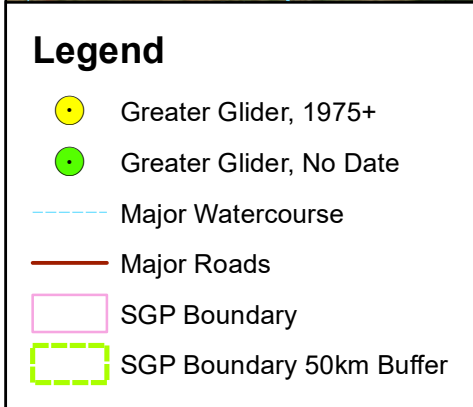 Legend
Greater Glider, 1975+
Greater Glider, No Date
Major Watercourse
Major Roads
SGP Boundary
SGP Boundary 50km Buffer